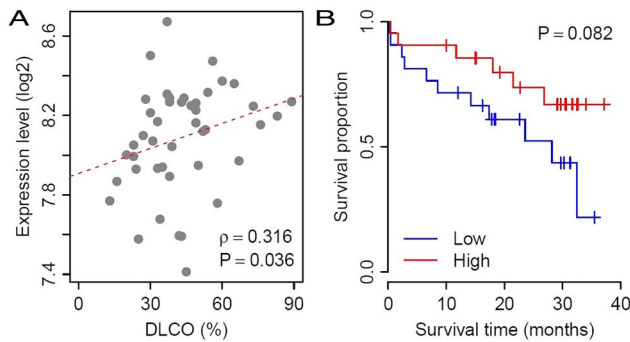 A
Expression level (log2)
8.6
8.2
7.8
7.4
ρ = 0.316
P = 0.036
0 30 60 90
DLCO (%)
B
Survival proportion
1.0
0.5
0.0
P = 0.082
Low
High
0 10 20 30 40
Survival time (months)